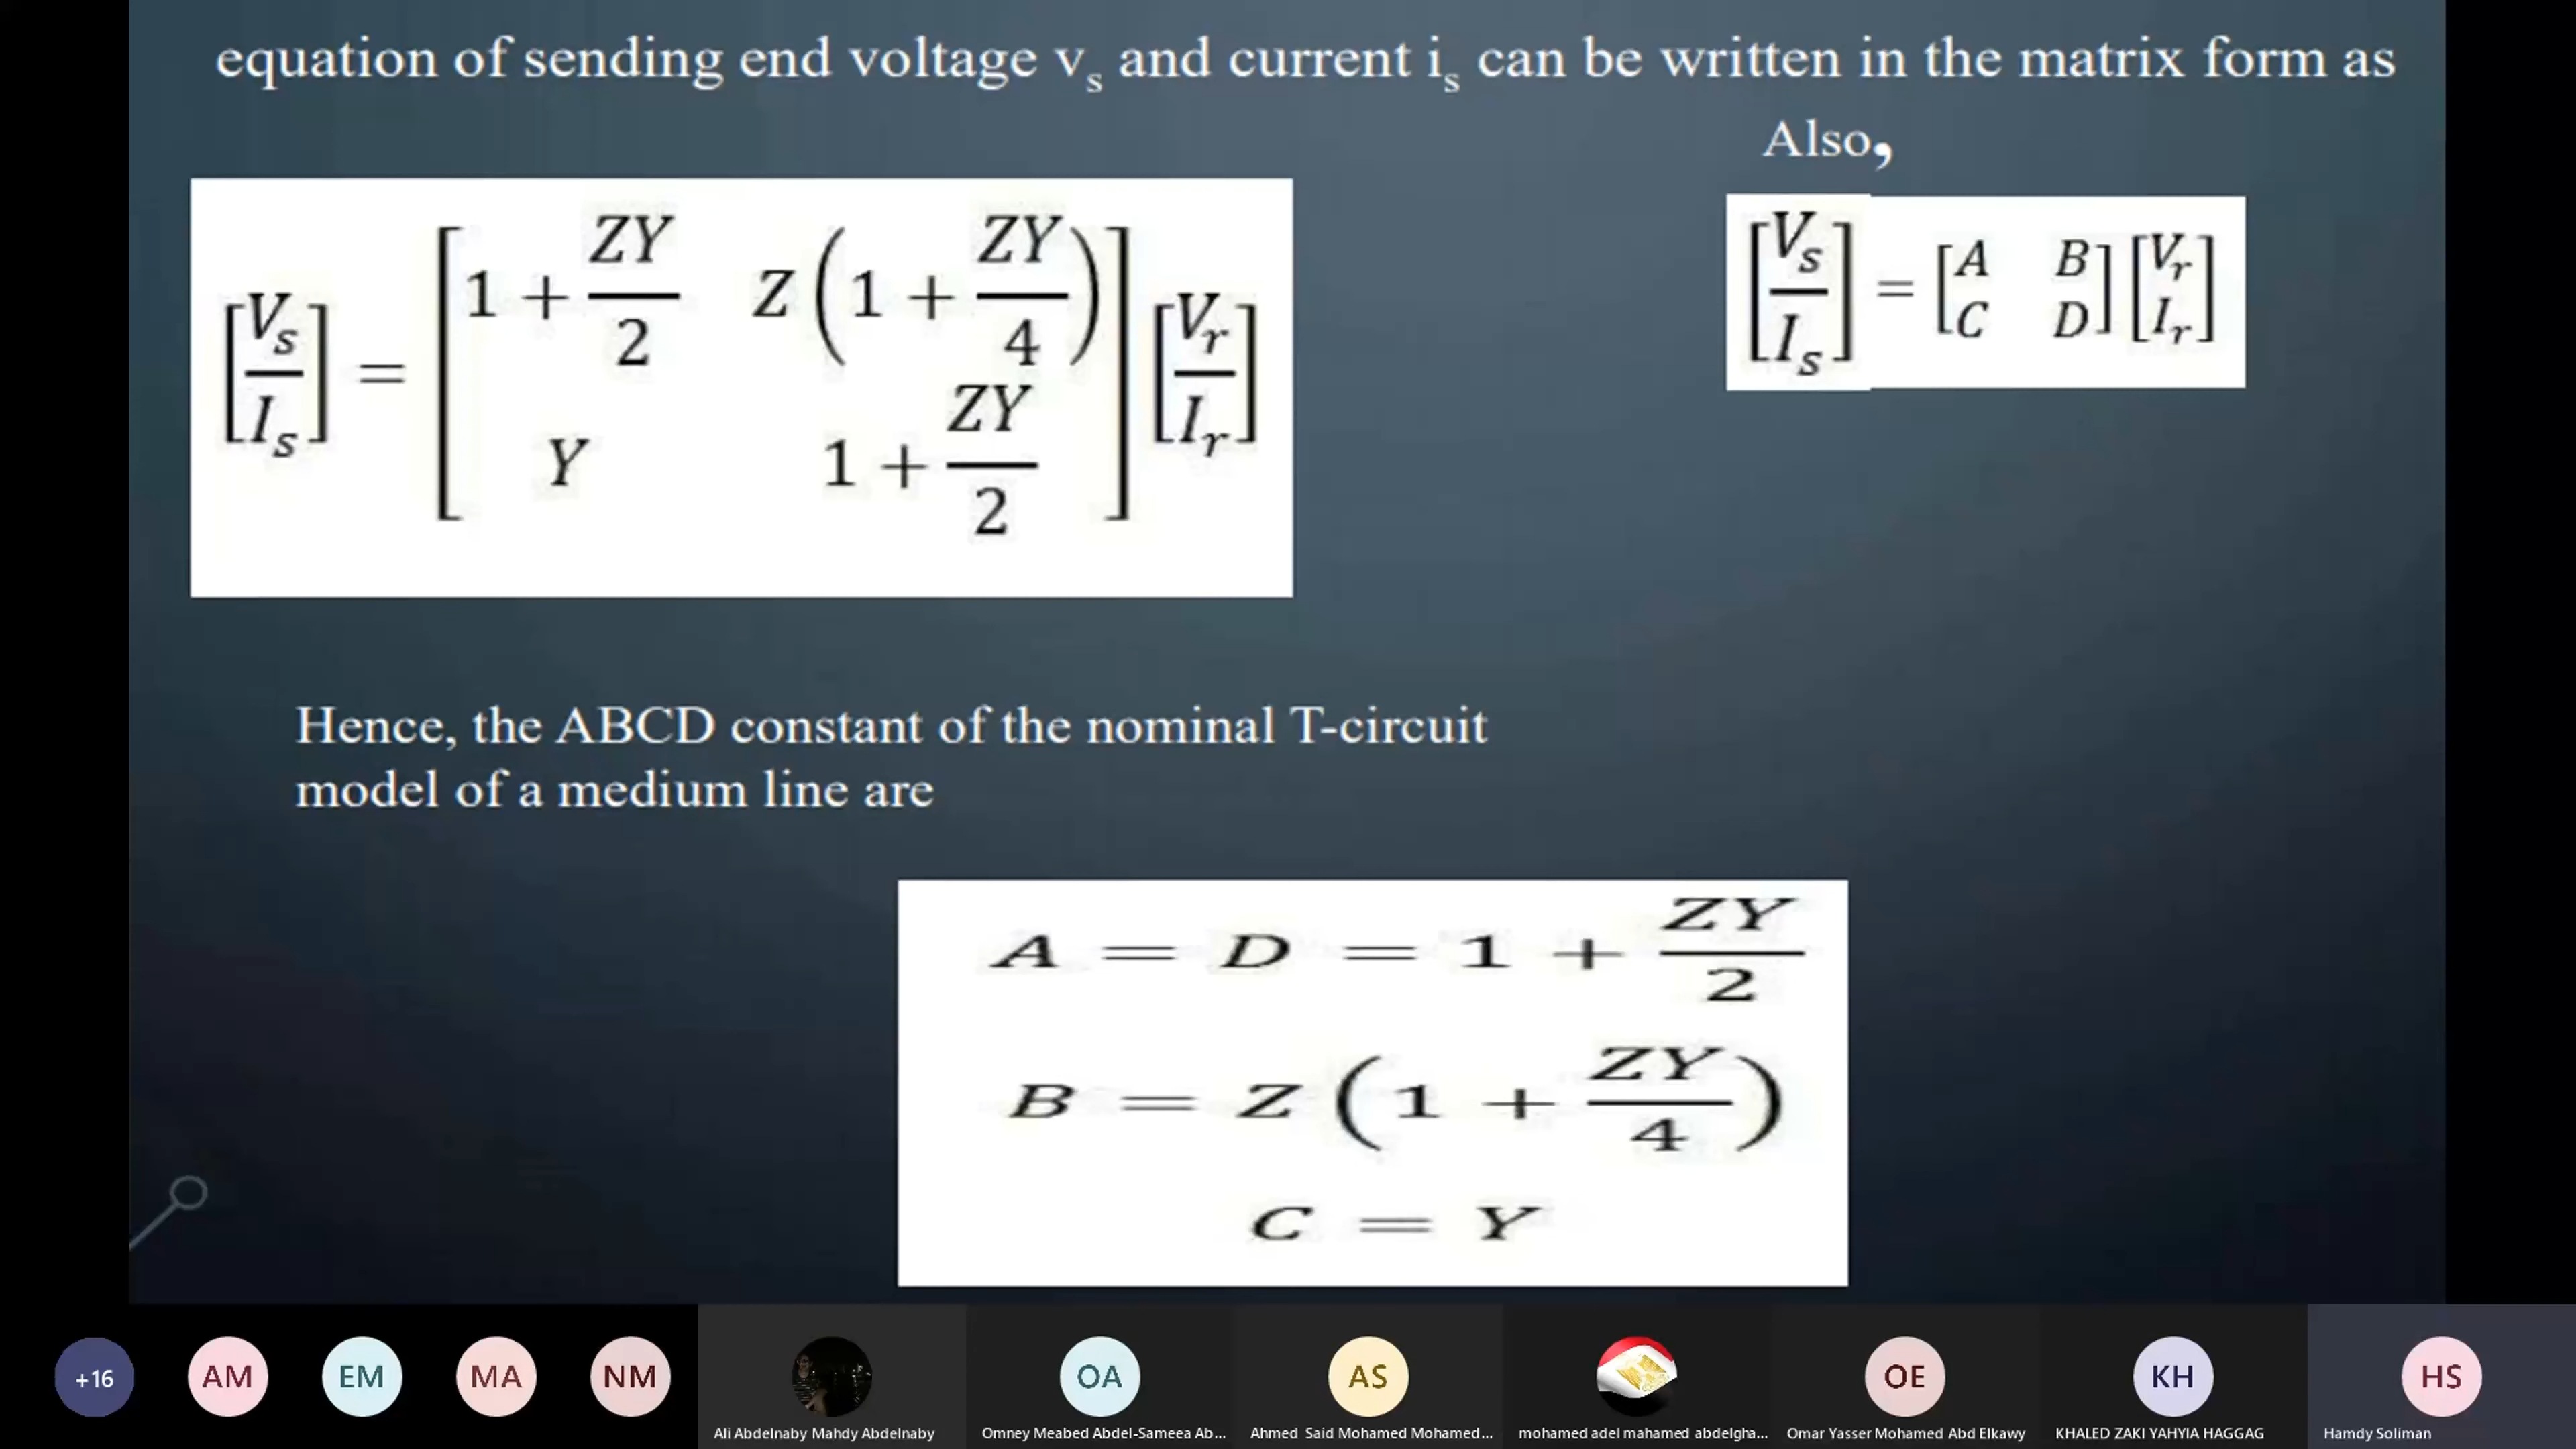 equation of sending end voltage vₛ and current iₛ can be written in the matrix form as
Also,
[Vₛ/Iₛ] = [1 + ZY/2  Z(1 + ZY/4)
Y  1 + ZY/2] [Vᵣ/Iᵣ]
[Vₛ/Iₛ] = [A B
C D] [Vᵣ
Iᵣ]
Hence, the ABCD constant of the nominal T-circuit
model of a medium line are
A = D = 1 + ZY/2
B = Z(1 + ZY/4)
C = Y
+16
AM
EM
MA
NM
OA
AS
OE
KH
HS
Ali Abdelnaby Mahdy Abdelnaby
Omney Meabed Abdel-Sameea Ab...
Ahmed Said Mohamed Mohamed...
mohamed adel mahamed abdelgha...
Omar Yasser Mohamed Abd Elkawy
KHALED ZAKI YAHYIA HAGGAG
Hamdy Soliman